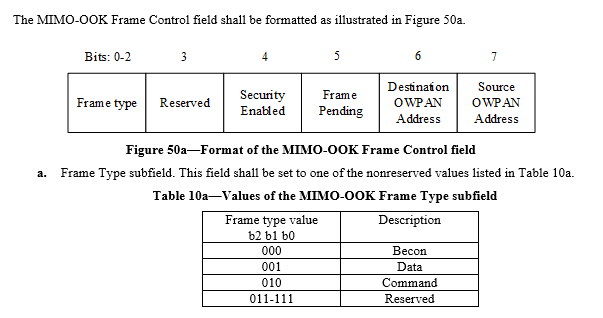 The MIMO-OOK Frame Control field shall be formatted as illustrated in Figure 50a.
Bits: 0-2 3 4 5 6 7
Frame type Reserved Security Enabled Frame Pending Destination OWPAN Address Source OWPAN Address
Figure 50a—Format of the MIMO-OOK Frame Control field
a. Frame Type subfield. This field shall be set to one of the nonreserved values listed in Table 10a.
Table 10a—Values of the MIMO-OOK Frame Type subfield
Frame type value Description
b2 b1 b0
000 Becon
001 Data
010 Command
011-111 Reserved